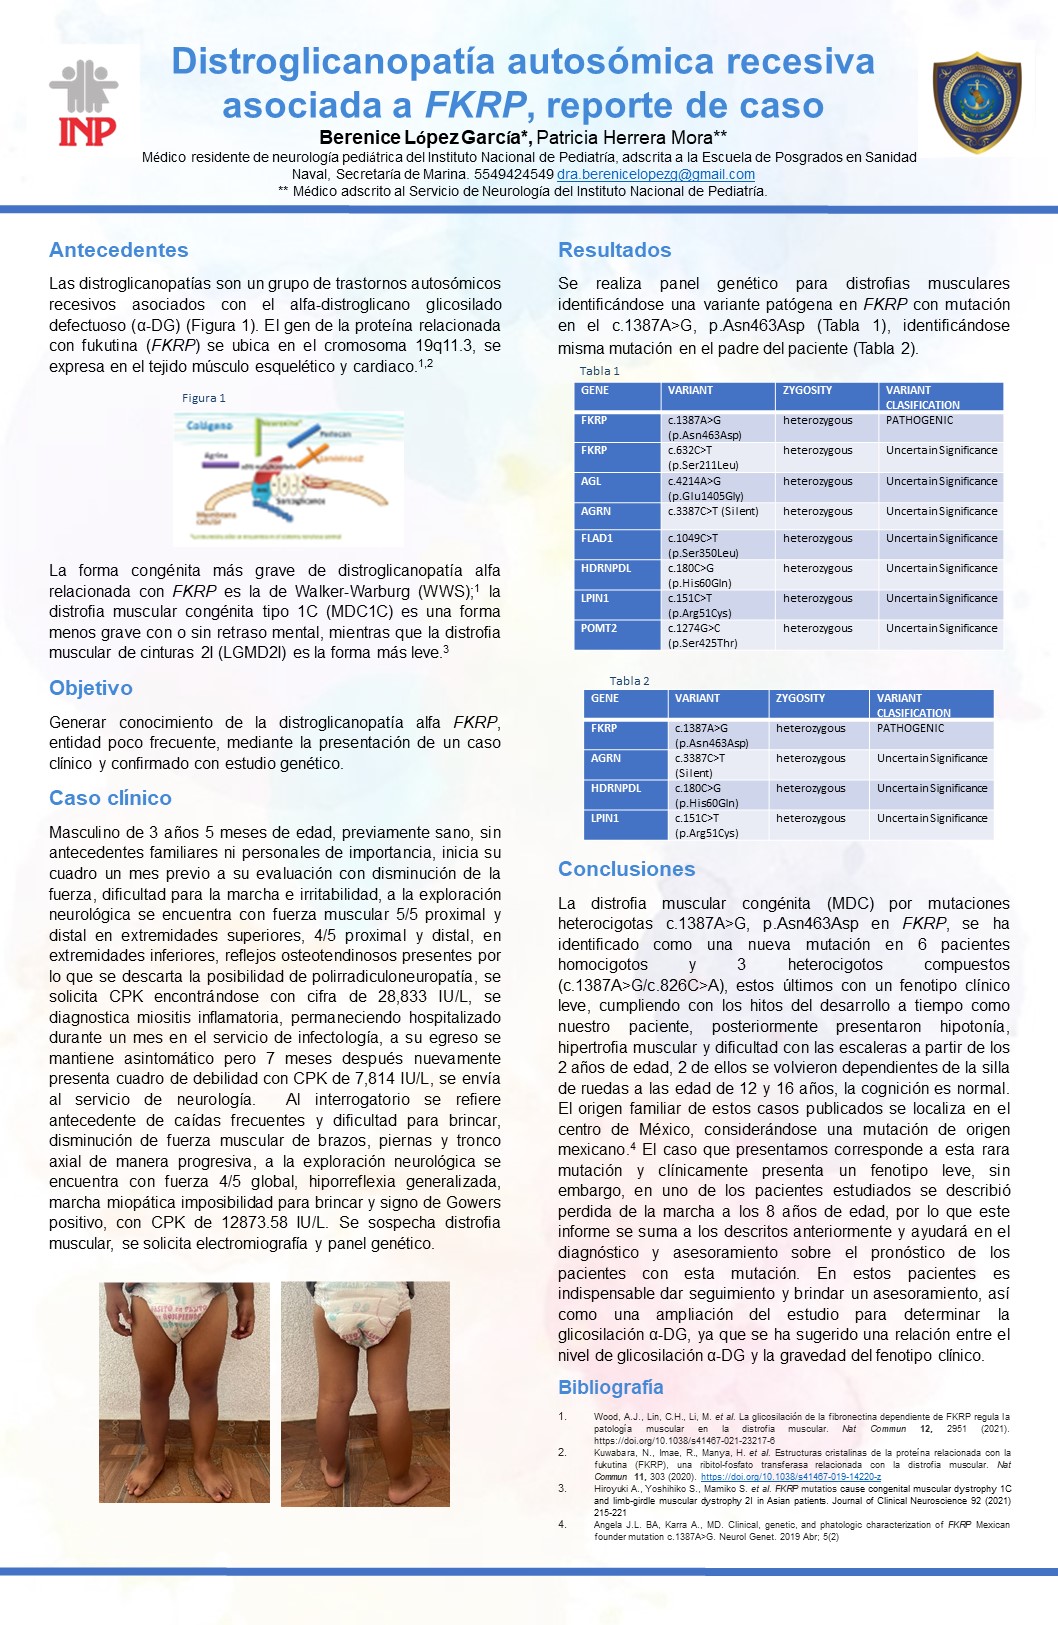 Distroglicanopatía autosómica recesiva
asociada a FKRP, reporte de caso
Berenice López García*, Patricia Herrera Mora**
Médico residente de neurología pediátrica del Instituto Nacional de Pediatría, adscrita a la Escuela de Posgrados en Sanidad
Naval, Secretaría de Marina. 5549424549 dra.berenicelopezg@gmail.com
** Médico adscrito al Servicio de Neurología del Instituto Nacional de Pediatría.
INP
Antecedentes
Las distroglicanopatías son un grupo de trastornos autosómicos
recesivos asociados con el alfa-distroglicano glicosilado
defectuoso (α-DG) (Figura 1). El gen de la proteína relacionada
con fukutina (FKRP) se ubica en el cromosoma 19q11.3, se
expresa en el tejido músculo esquelético y cardiaco.1,2
Figura 1
Colágeno
Perlecan
Agrina
Sarcoglicanos
Membrana
La forma congénita más grave de distroglicanopatía alfa
relacionada con FKRP es la de Walker-Warburg (WWS);1 la
distrofia muscular congénita tipo 1C (MDC1C) es una forma
menos grave con o sin retraso mental, mientras que la distrofia
muscular de cinturas 2I (LGMD2I) es la forma más leve.3
Objetivo
Generar conocimiento de la distroglicanopatía alfa FKRP,
entidad poco frecuente, mediante la presentación de un caso
clínico y confirmado con estudio genético.
Caso clínico
Masculino de 3 años 5 meses de edad, previamente sano, sin
antecedentes familiares ni personales de importancia, inicia su
cuadro un mes previo a su evaluación con disminución de la
fuerza, dificultad para la marcha e irritabilidad, a la exploración
neurológica se encuentra con fuerza muscular 5/5 proximal y
distal en extremidades superiores, 4/5 proximal y distal, en
extremidades inferiores, reflejos osteotendinosos presentes por
lo que se descarta la posibilidad de polirradiculoneuropatía, se
solicita CPK encontrándose con cifra de 28,833 IU/L, se
diagnostica miositis inflamatoria, permaneciendo hospitalizado
durante un mes en el servicio de infectología, a su egreso se
mantiene asintomático pero 7 meses después nuevamente
presenta cuadro de debilidad con CPK de 7,814 IU/L, se envía
al servicio de neurología. Al interrogatorio se refiere
antecedente de caídas frecuentes y dificultad para brincar,
disminución de fuerza muscular de brazos, piernas y tronco
axial de manera progresiva, a la exploración neurológica se
encuentra con fuerza 4/5 global, hiporreflexia generalizada,
marcha miopática imposibilidad para brincar y signo de Gowers
positivo, con CPK de 12873.58 IU/L. Se sospecha distrofia
muscular, se solicita electromiografía y panel genético.
Resultados
Se realiza panel genético para distrofias musculares
identificándose una variante patógena en FKRP con mutación
en el c.1387A>G, p.Asn463Asp (Tabla 1), identificándose
misma mutación en el padre del paciente (Tabla 2).
Tabla 1
GENE VARIANT ZYGOSITY VARIANT
CLASIFICATION
FKRP c.1387A>G heterozygous PATHOGENIC
(p.Asn463Asp)
FKRP c.632C>T heterozygous Uncertain Significance
(p.Ser211Leu)
AGL c.4214A>G heterozygous Uncertain Significance
(p.Glu1405Gly)
AGRN c.3387C>T (Silent) heterozygous Uncertain Significance
FLAD1 c.1049C>T heterozygous Uncertain Significance
(p.Ser350Leu)
HDRNPDL c.180C>G heterozygous Uncertain Significance
(p.His60Gln)
LPIN1 c.151C>T heterozygous Uncertain Significance
(p.Arg51Cys)
POMT2 c.1274G>C heterozygous Uncertain Significance
(p.Ser425Thr)
Tabla 2
GENE VARIANT ZYGOSITY VARIANT
CLASIFICATION
FKRP c.1387A>G heterozygous PATHOGENIC
(p.Asn463Asp)
AGRN c.3387C>T heterozygous Uncertain Significance
(Silent)
HDRNPDL c.180C>G heterozygous Uncertain Significance
(p.His60Gln)
LPIN1 c.151C>T heterozygous Uncertain Significance
(p.Arg51Cys)
Conclusiones
La distrofia muscular congénita (MDC) por mutaciones
heterocigotas c.1387A>G, p.Asn463Asp en FKRP, se ha
identificado como una nueva mutación en 6 pacientes
homocigotos y 3 heterocigotos compuestos
(c.1387A>G/c.826C>A), estos últimos con un fenotipo clínico
leve, cumpliendo con los hitos del desarrollo a tiempo como
nuestro paciente, posteriormente presentaron hipotonía,
hipertrofia muscular y dificultad con las escaleras a partir de los
2 años de edad, 2 de ellos se volvieron dependientes de la silla
de ruedas a las edad de 12 y 16 años, la cognición es normal.
El origen familiar de estos casos publicados se localiza en el
centro de México, considerándose una mutación de origen
mexicano.4 El caso que presentamos corresponde a esta rara
mutación y clínicamente presenta un fenotipo leve, sin
embargo, en uno de los pacientes estudiados se describió
perdida de la marcha a los 8 años de edad, por lo que este
informe se suma a los descritos anteriormente y ayudará en el
diagnóstico y asesoramiento sobre el pronóstico de los
pacientes con esta mutación. En estos pacientes es
indispensable dar seguimiento y brindar un asesoramiento, así
como una ampliación del estudio para determinar la
glicosilación α-DG, ya que se ha sugerido una relación entre el
nivel de glicosilación α-DG y la gravedad del fenotipo clínico.
Bibliografía
1. Wood, A.J., Lin, C.H., Li, M. et al. La glicosilación de la fibronectina dependiente de FKRP regula la
patología muscular en la distrofia muscular. Nat Commun 12, 2951 (2021).
https://doi.org/10.1038/s41467-021-23217-6
2. Kuwabara, N., Imae, R., Manya, H. et al. Estructuras cristalinas de la proteína relacionada con la
fukutina (FKRP), una ribitol-fosfato transferasa relacionada con la distrofia muscular. Nat
Commun 11, 303 (2020). https://doi.org/10.1038/s41467-019-14220-z
3. Hiroyuki A., Yoshihiko S., Mamiko S. et al. FKRP mutatios cause congenital muscular dystrophy 1C
and limb-girdle muscular dystrophy 2I in Asian patients. Journal of Clinical Neuroscience 92 (2021)
215-221
4. Angela J.L. BA, Karra A., MD. Clinical, genetic, and phatologic characterization of FKRP Mexican
founder mutation c.1387A>G. Neurol Genet. 2019 Abr; 5(2)